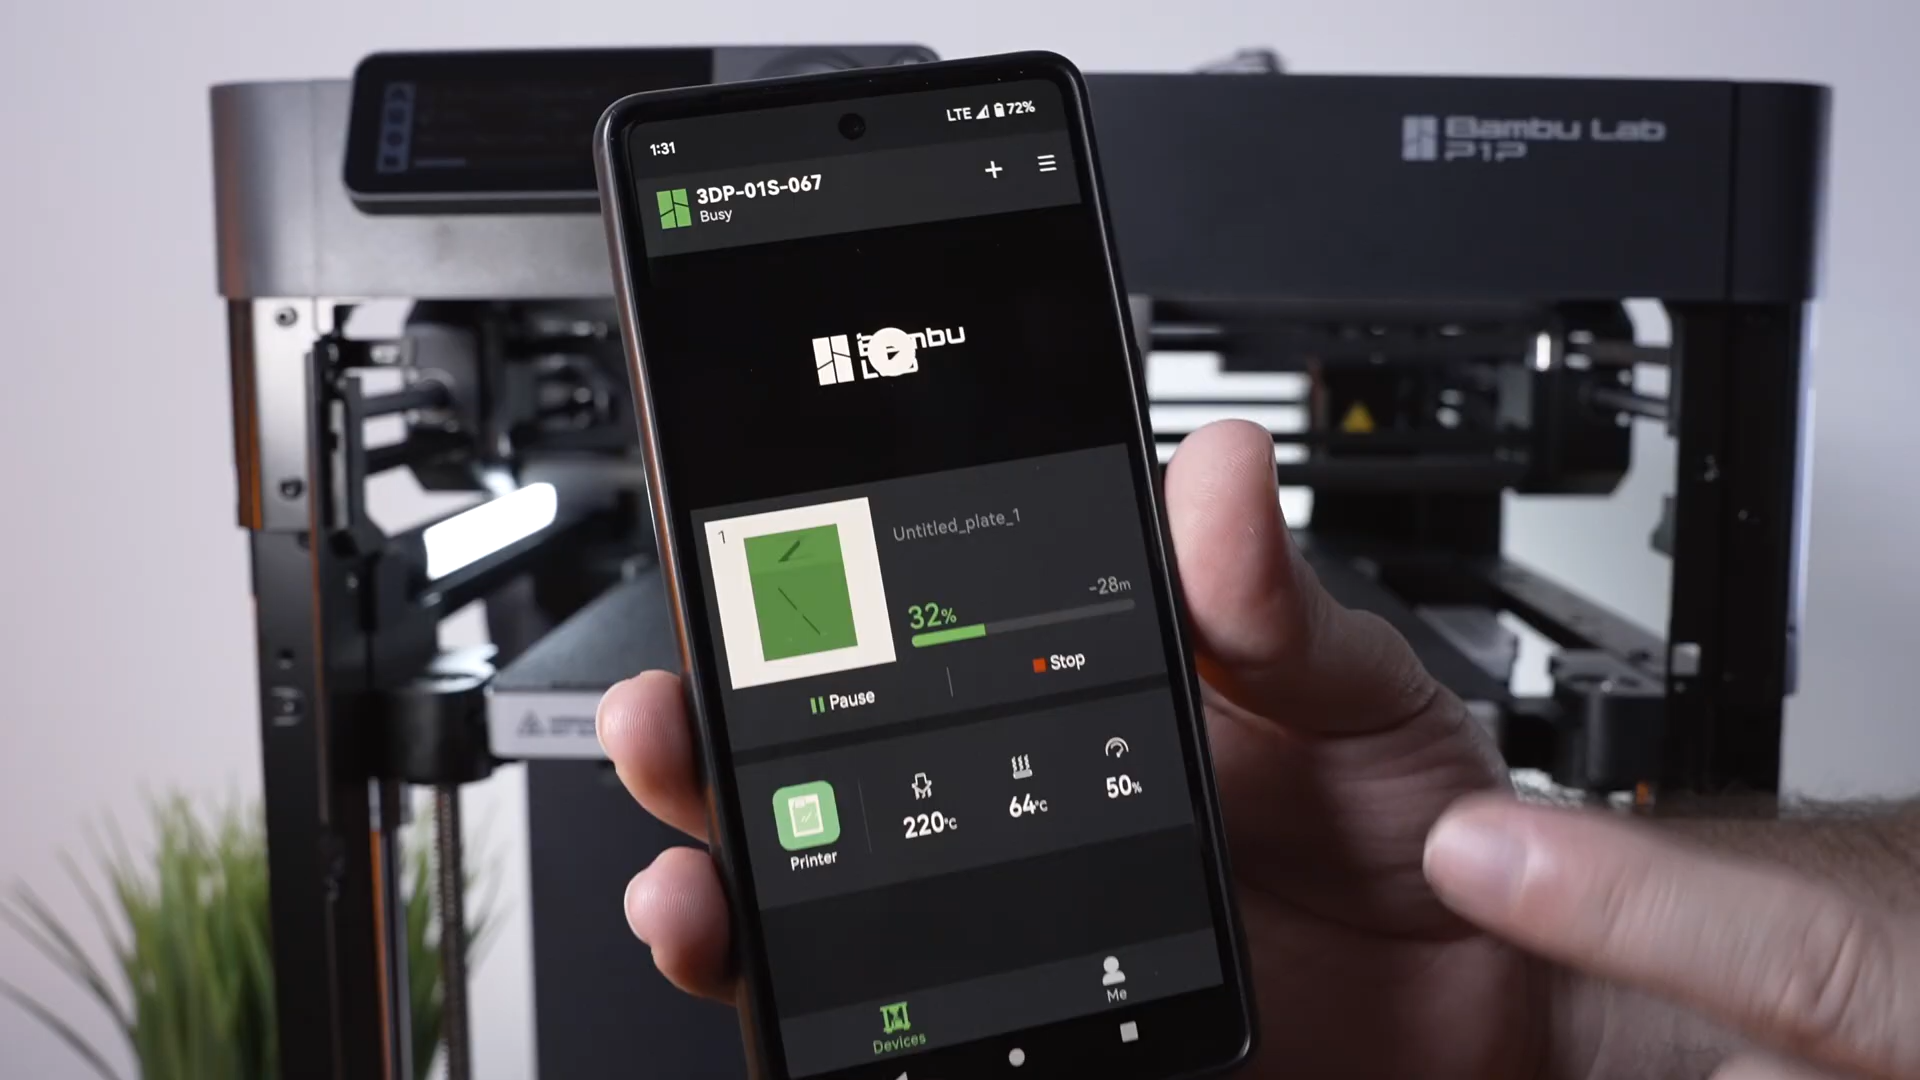 Bambu Lab
P1P
1:31
LTE 72%
3DP-01S-067
Busy
1
Untitled_plate_1
32%
-28m
Pause
Stop
Printer
220°C
64°C
50%
Devices
Me